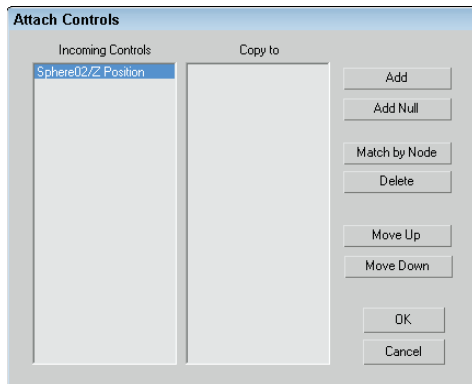 Attach Controls
Incoming Controls
Copy to
Sphere02/Z Position
Add
Add Null
Match by Node
Delete
Move Up
Move Down
OK
Cancel